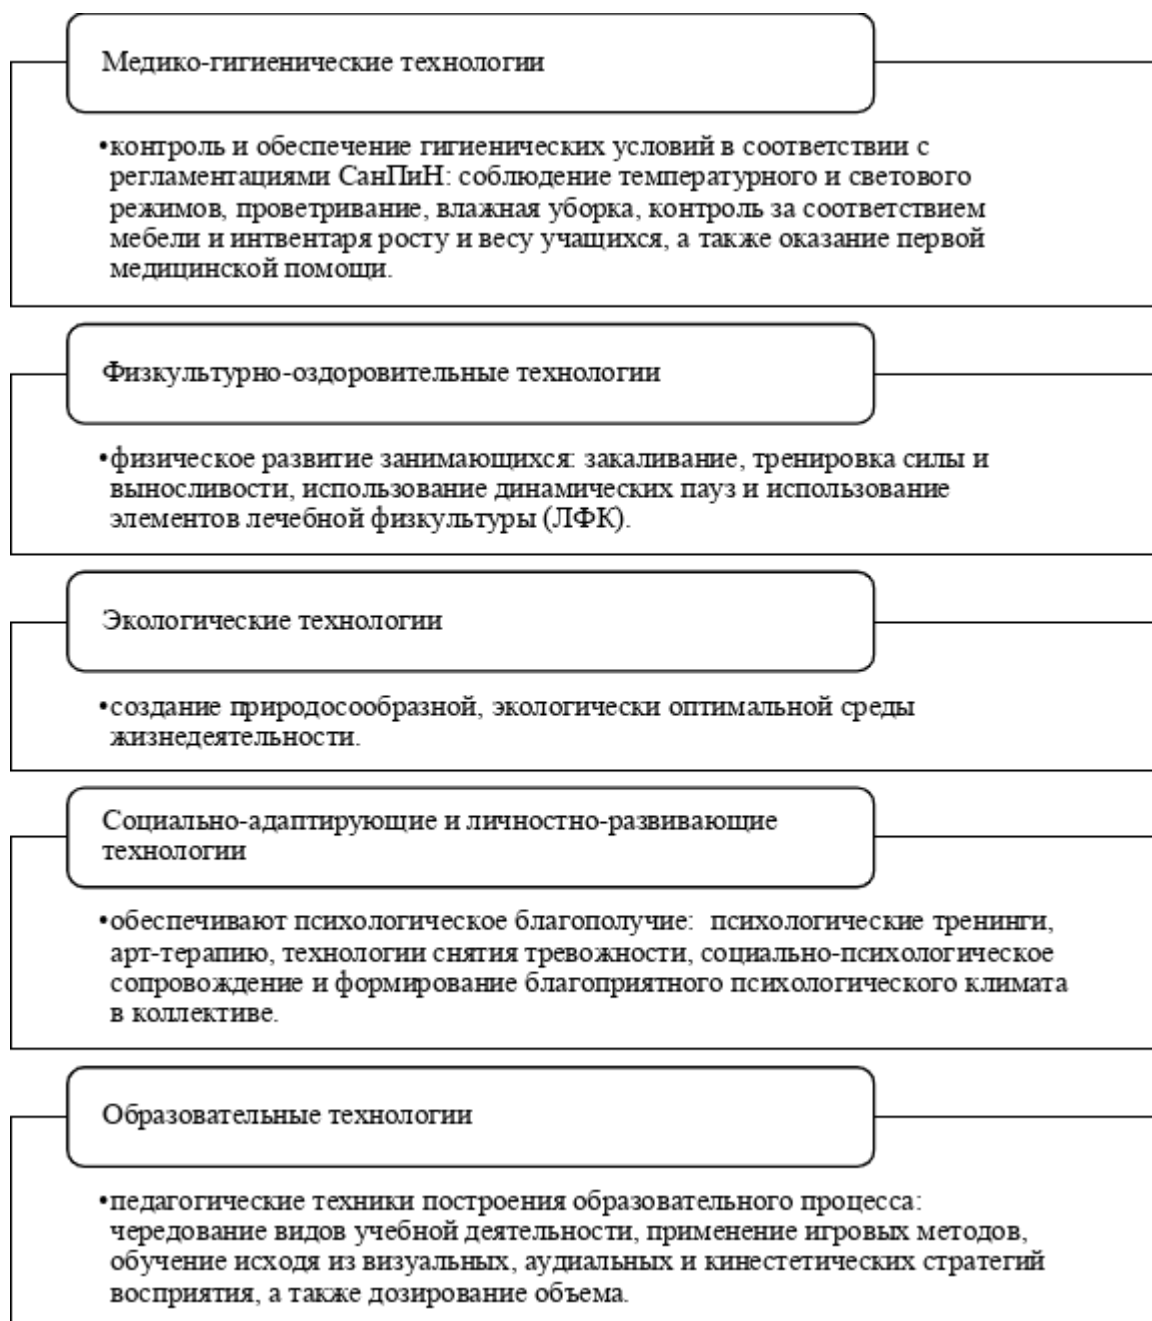 Медико-гигиенические технологии
•контроль и обеспечение гигиенических условий в соответствии с
регламентациями СанПиН: соблюдение температурного и светового
режимов, проветривание, влажная уборка, контроль за соответствием
мебели и интвентаря росту и весу учащихся, а также оказание первой
медицинской помощи.
Физкультурно-оздоровительные технологии
•физическое развитие занимающихся: закаливание, тренировка силы и
выносливости, использование динамических пауз и использование
элементов лечебной физкультуры (ЛФК).
Экологические технологии
•создание природосообразной, экологически оптимальной среды
жизнедеятельности.
Социально-адаптирующие и личностно-развивающие
технологии
•обеспечивают психологическое благополучие:  психологические тренинги,
арт-терапию, технологии снятия тревожности, социально-психологическое
сопровождение и формирование благоприятного психологического климата
в коллективе.
Образовательные технологии
•педагогические техники построения образовательного процесса:
чередование видов учебной деятельности, применение игровых методов,
обучение исходя из визуальных, аудиальных и кинестетических стратегий
восприятия, а также дозирование объема.